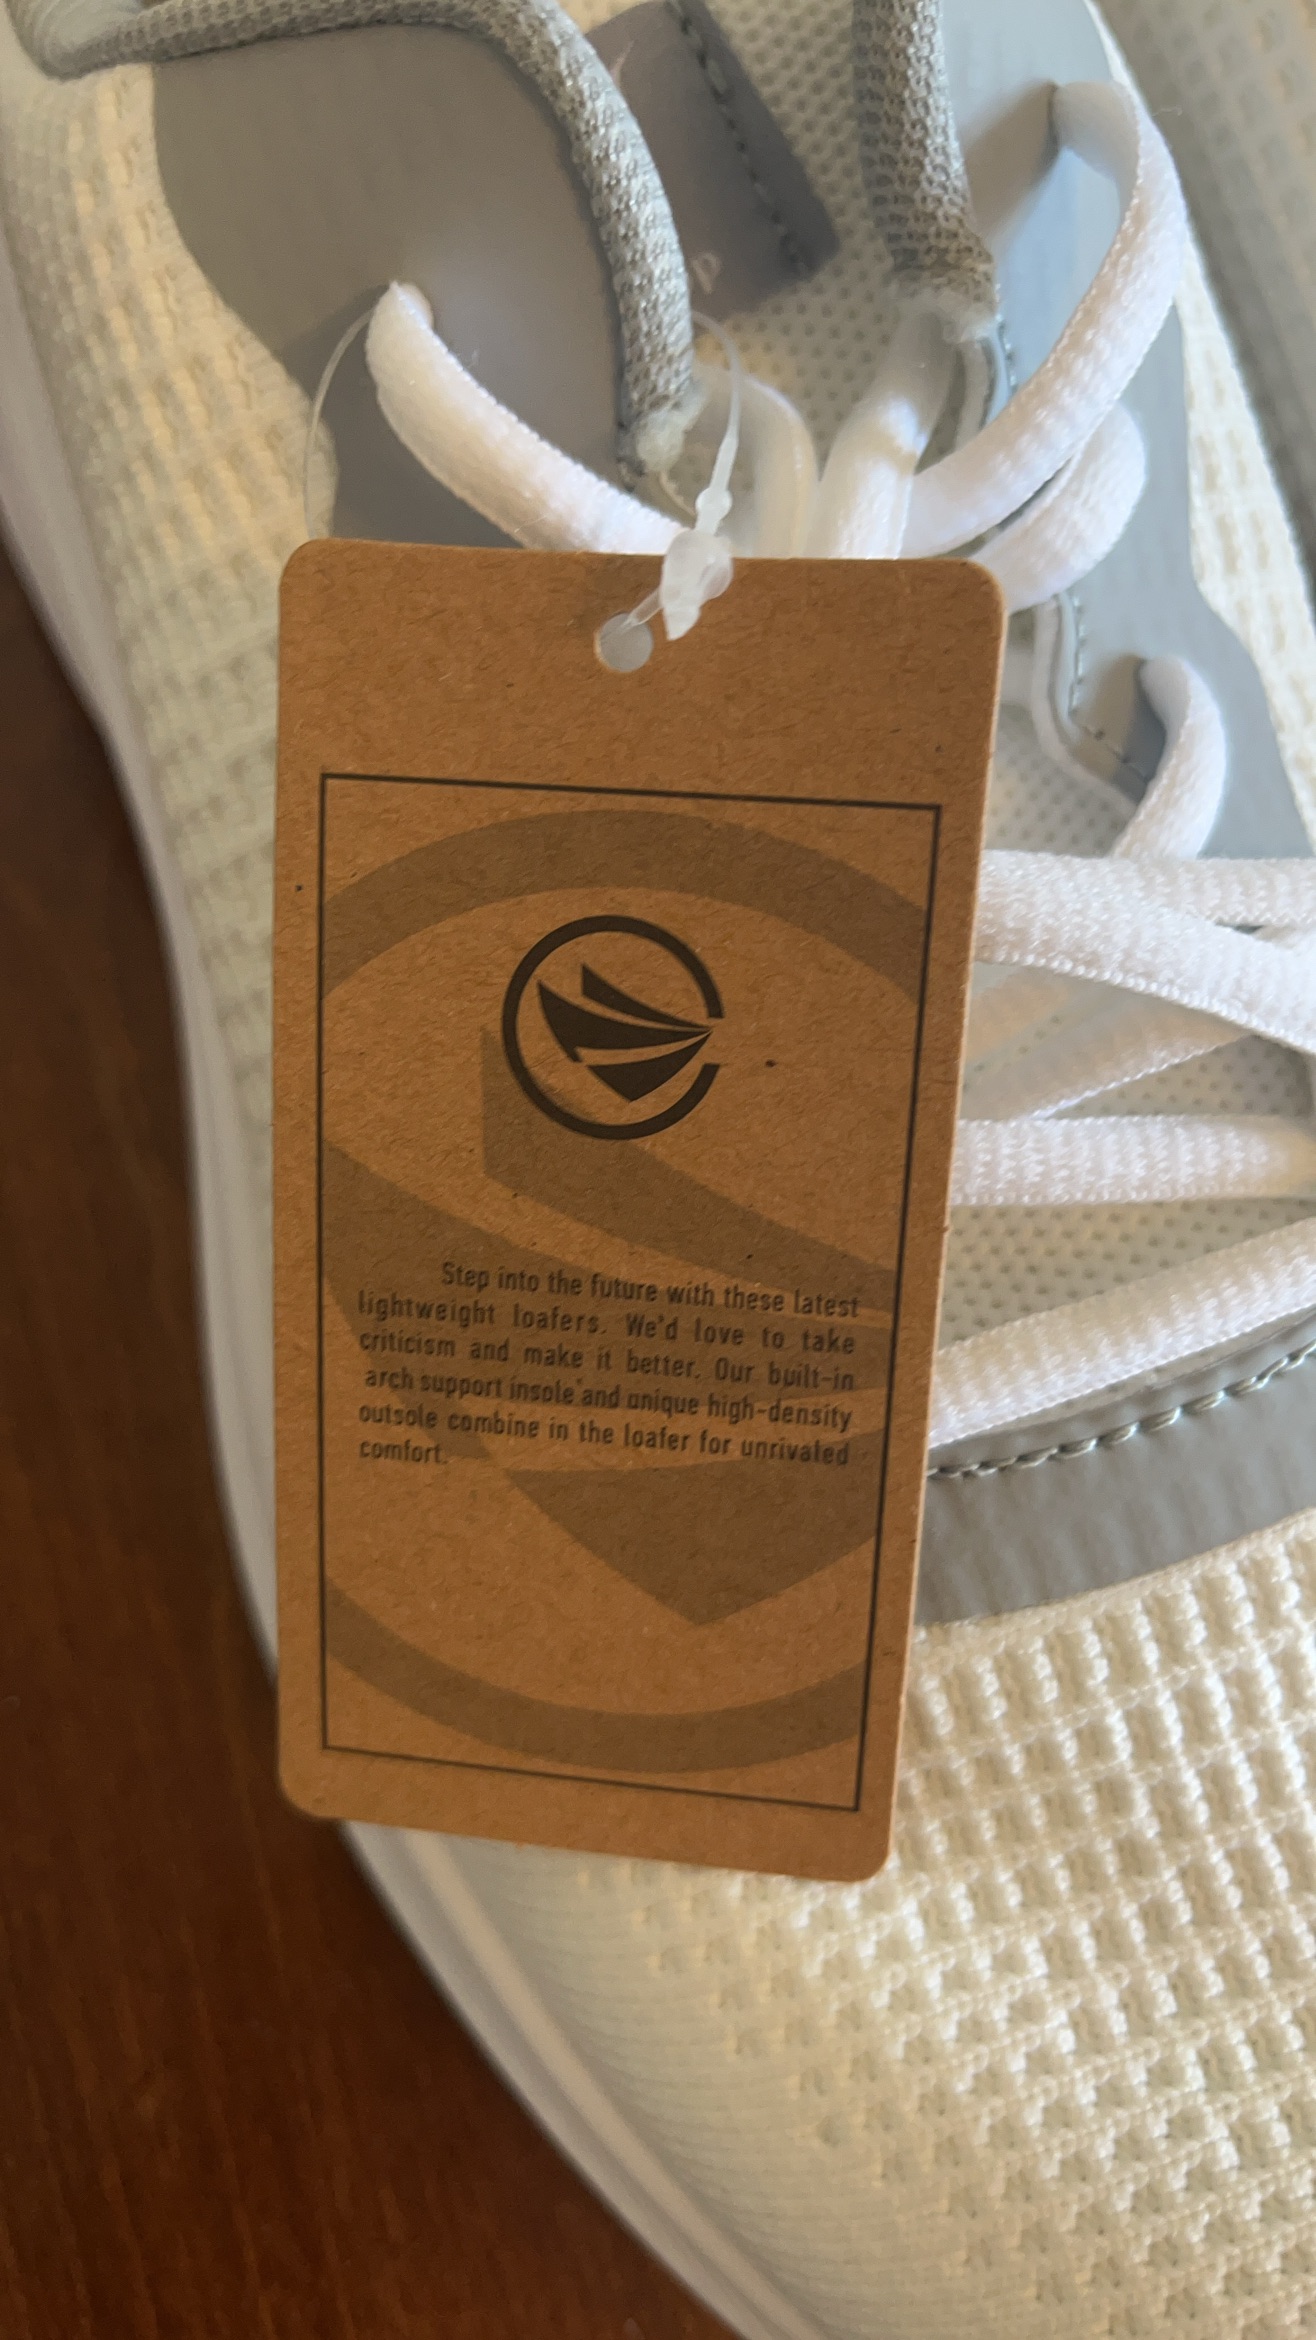 Step into the future with these latest
lightweight loafers. We'd love to take
criticism and make it better. Our built-in
arch support insole and unique high-density
outsole combine in the loafer for unrivaled
comfort.